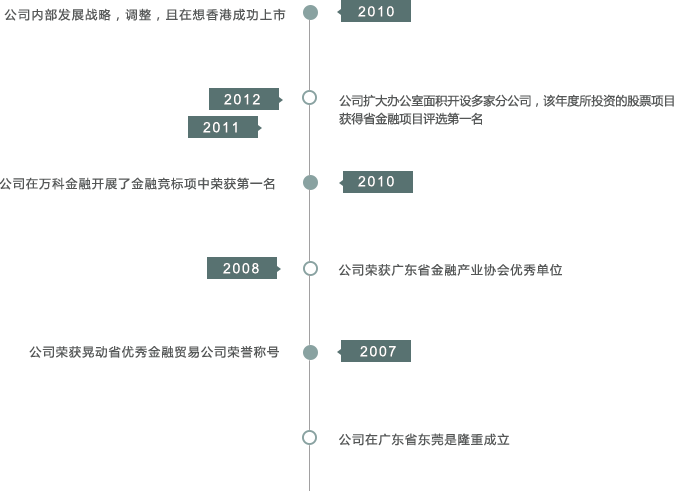 公司内部发展战略，调整，且在想香港成功上市
2010
2012
公司扩大办公室面积开设多家分公司，该年度所投资的股票项目
获得省金融项目评选第一名
2011
公司在万科金融开展了金融竞标项中荣获第一名
2010
2008
公司荣获广东省金融产业协会优秀单位
公司荣获晃动省优秀金融贸易公司荣誉称号
2007
公司在广东省东莞是隆重成立